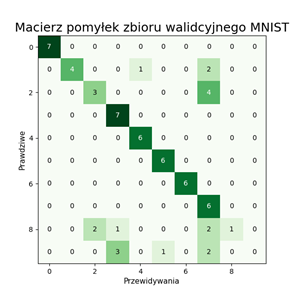 Macierz pomyłek zbioru walidcyjnego MNIST
0 7 0 0 0 0 0 0 0 0 0
0 4 0 0 1 0 0 2 0 0
2 0 0 3 0 0 0 0 4 0 0
0 0 0 7 0 0 0 0 0 0
4 0 0 0 0 6 0 0 0 0 0
0 0 0 0 0 6 0 0 0 0
6 0 0 0 0 0 0 6 0 0 0
0 0 0 0 0 0 0 6 0 0
8 0 0 2 1 0 0 0 2 1 0
0 0 0 3 0 1 0 2 0 0
0 2 4 6 8
Prawdziwe
Przewidywania